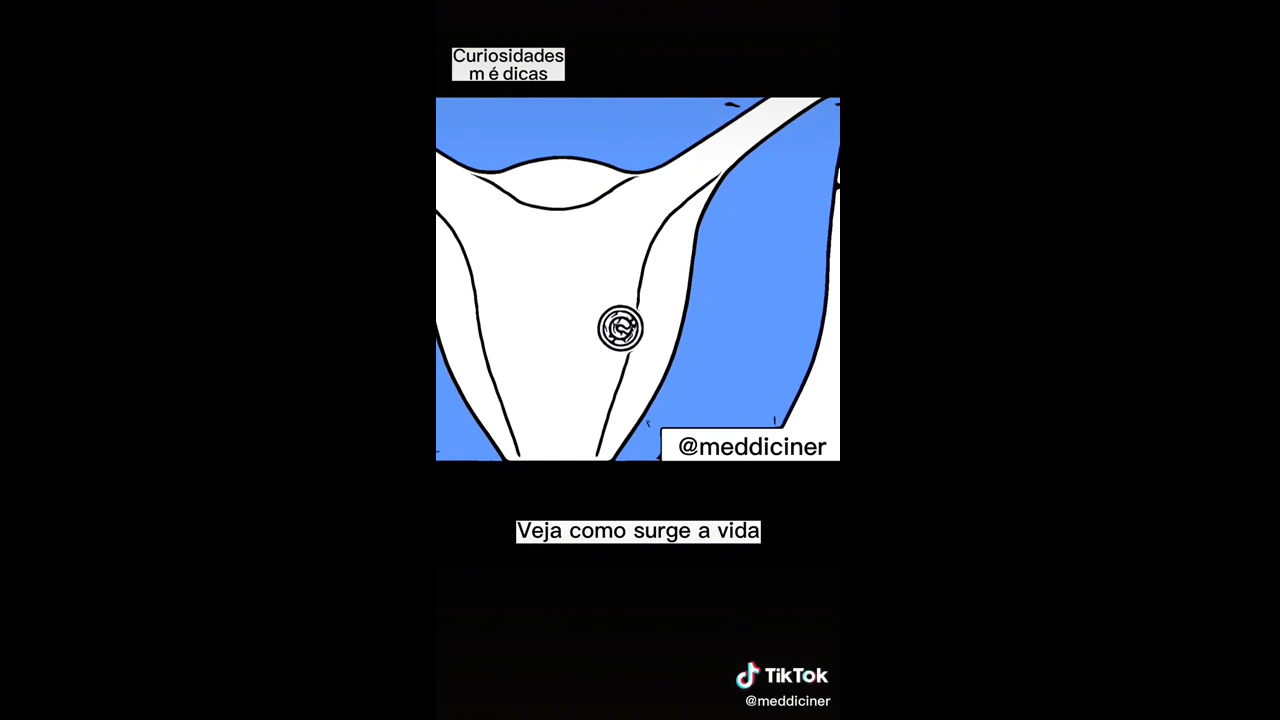 Curiosidades
m é dicas
@meddiciner
Veja como surge a vida
TikTok
@meddiciner